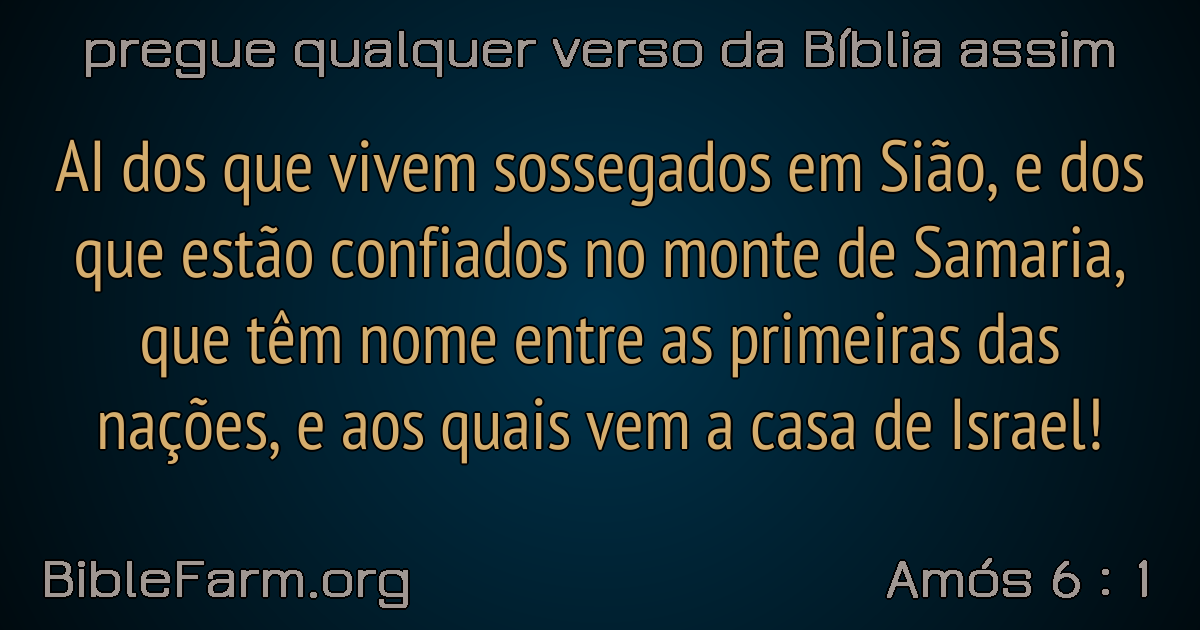 pregue qualquer verso da Bíblia assim
AI dos que vivem sossegados em Sião, e dos
que estão confiados no monte de Samaria,
que têm nome entre as primeiras das
nações, e aos quais vem a casa de Israel!
BibleFarm.org
Amós 6 : 1